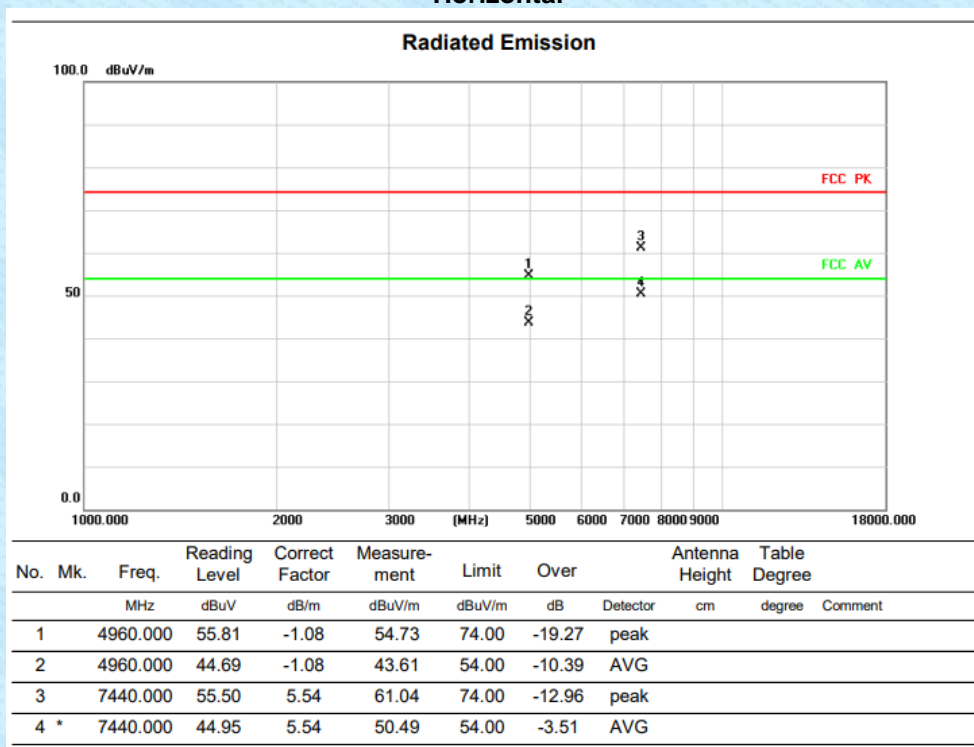 Horizontal
Radiated Emission
100.0 dBuV/m
FCC PK
3
1
FCC AV
4
50
2
0.0
1000.000 2000 3000 (MHz) 5000 6000 7000 8000 9000 18000.000
No. Mk. Freq. Reading Level Correct Factor Measure-ment Limit Over Antenna Height Table Degree
MHz dBuV dB/m dBuV/m dBuV/m dB Detector cm degree Comment
1 4960.000 55.81 -1.08 54.73 74.00 -19.27 peak
2 4960.000 44.69 -1.08 43.61 54.00 -10.39 AVG
3 7440.000 55.50 5.54 61.04 74.00 -12.96 peak
4 * 7440.000 44.95 5.54 50.49 54.00 -3.51 AVG